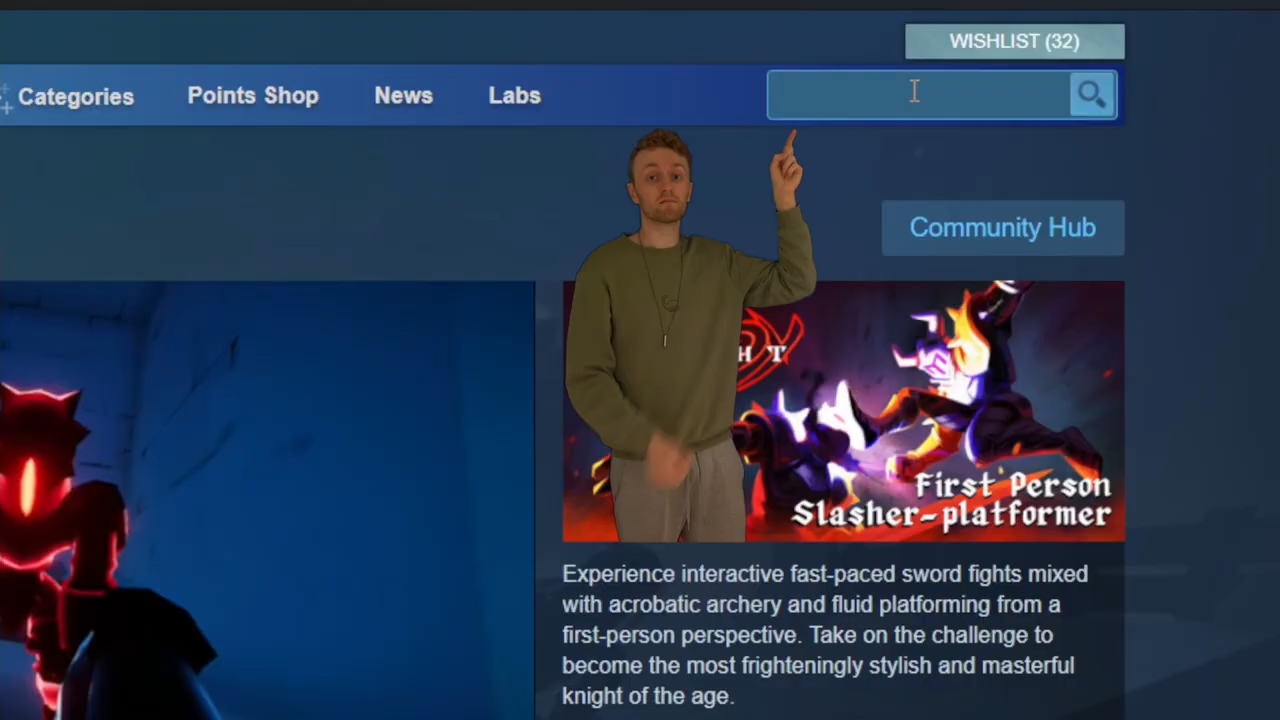 WISHLIST (32)
Categories
Points Shop
News
Labs
Community Hub
First Person
Slasher-platformer
Experience interactive fast-paced sword fights mixed
with acrobatic archery and fluid platforming from a
first-person perspective. Take on the challenge to
become the most frighteningly stylish and masterful
knight of the age.